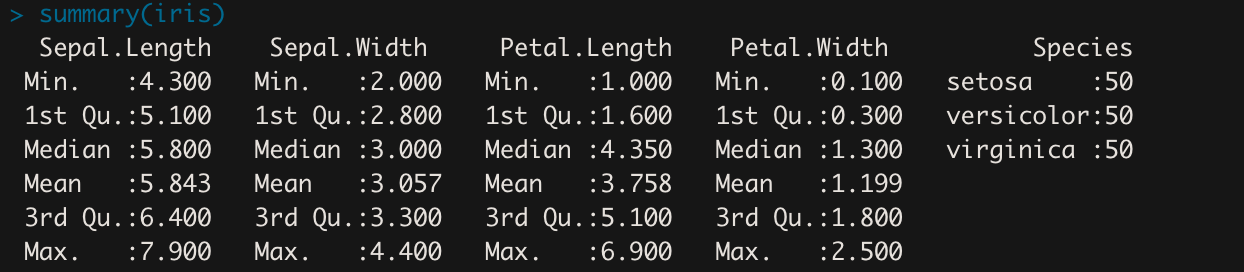 > summary(iris)
  Sepal.Length    Sepal.Width     Petal.Length    Petal.Width          Species
 Min.   :4.300   Min.   :2.000   Min.   :1.000   Min.   :0.100   setosa    :50
 1st Qu.:5.100   1st Qu.:2.800   1st Qu.:1.600   1st Qu.:0.300   versicolor:50
 Median :5.800   Median :3.000   Median :4.350   Median :1.300   virginica :50
 Mean   :5.843   Mean   :3.057   Mean   :3.758   Mean   :1.199
 3rd Qu.:6.400   3rd Qu.:3.300   3rd Qu.:5.100   3rd Qu.:1.800
 Max.   :7.900   Max.   :4.400   Max.   :6.900   Max.   :2.500